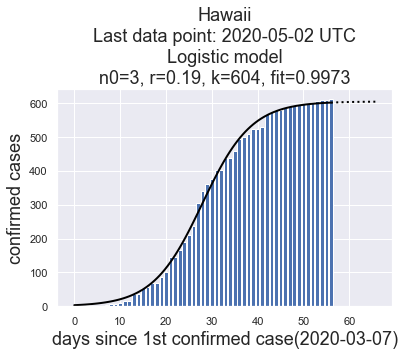 Hawaii
Last data point: 2020-05-02 UTC
Logistic model
n0=3, r=0.19, k=604, fit=0.9973
600
500
400
300
200
100
0
confirmed cases
0 10 20 30 40 50 60
days since 1st confirmed case(2020-03-07)